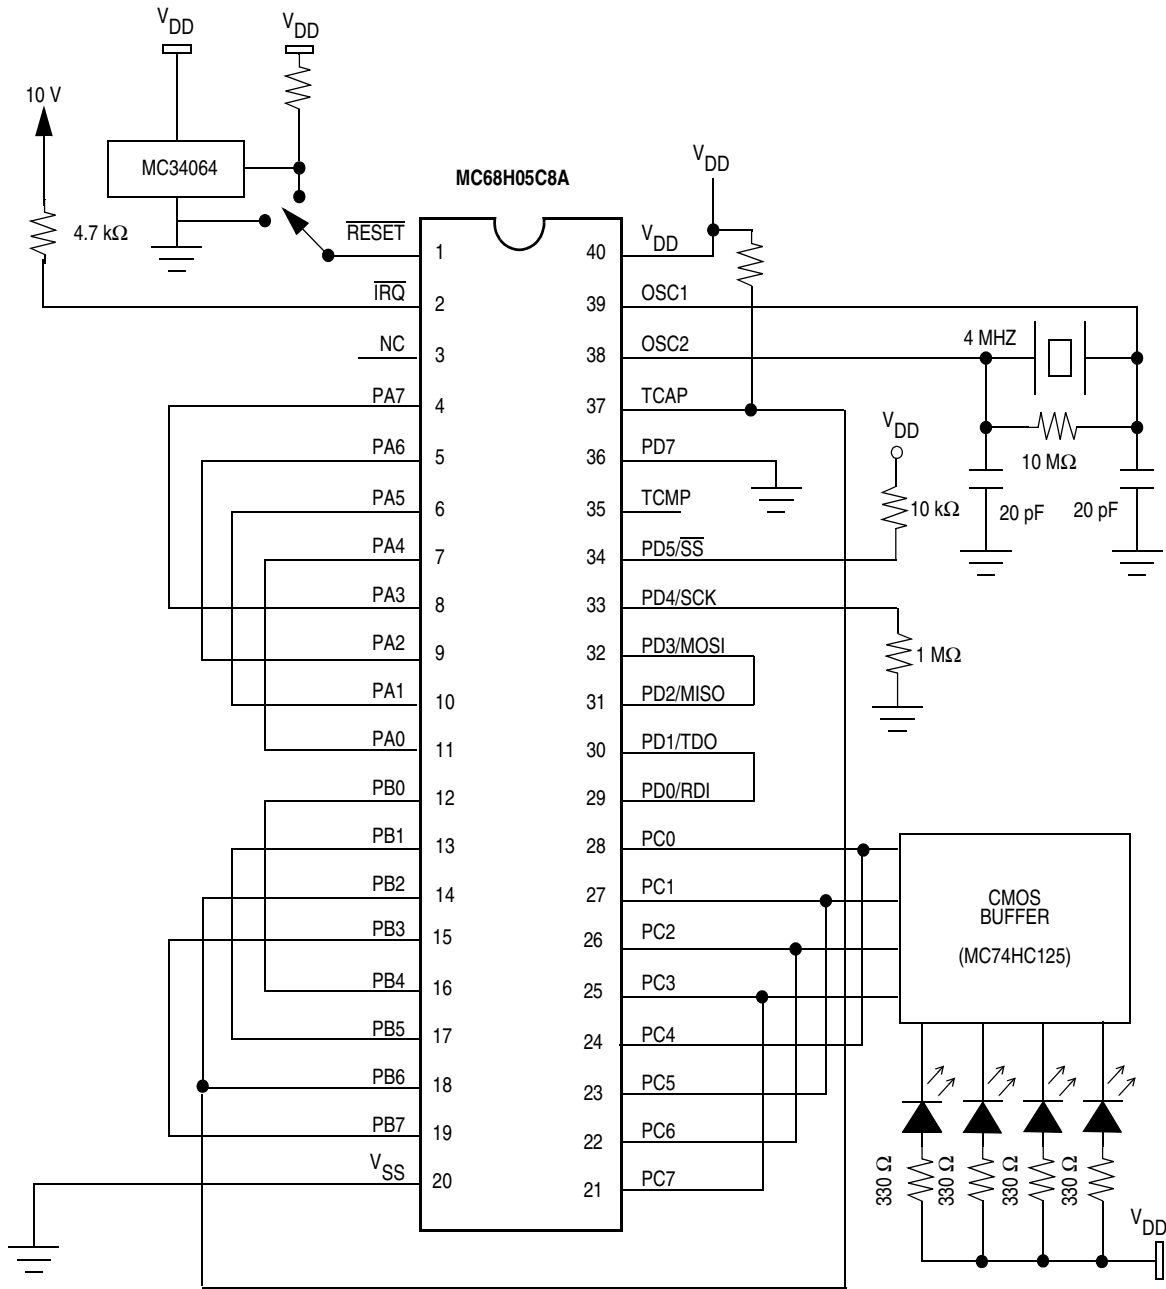 VDD
VDD
10 V
MC34064
4.7 kΩ
MC68H05C8A
RESET
1
IRQ
2
NC
3
PA7
4
PA6
5
PA5
6
PA4
7
PA3
8
PA2
9
PA1
10
PA0
11
PB0
12
PB1
13
PB2
14
PB3
15
PB4
16
PB5
17
PB6
18
PB7
19
VSS
20
VDD
40
VDD
39
OSC1
38
OSC2
37
TCAP
36
PD7
35
TCMP
34
PD5/SS
33
PD4/SCK
32
PD3/MOSI
31
PD2/MISO
30
PD1/TDO
29
PD0/RDI
28
PC0
27
PC1
26
PC2
25
PC3
24
PC4
23
PC5
22
PC6
21
PC7
4 MHZ
10 MΩ
20 pF
20 pF
VDD
10 kΩ
1 MΩ
CMOS
BUFFER
(MC74HC125)
330 Ω
330 Ω
330 Ω
330 Ω
VDD